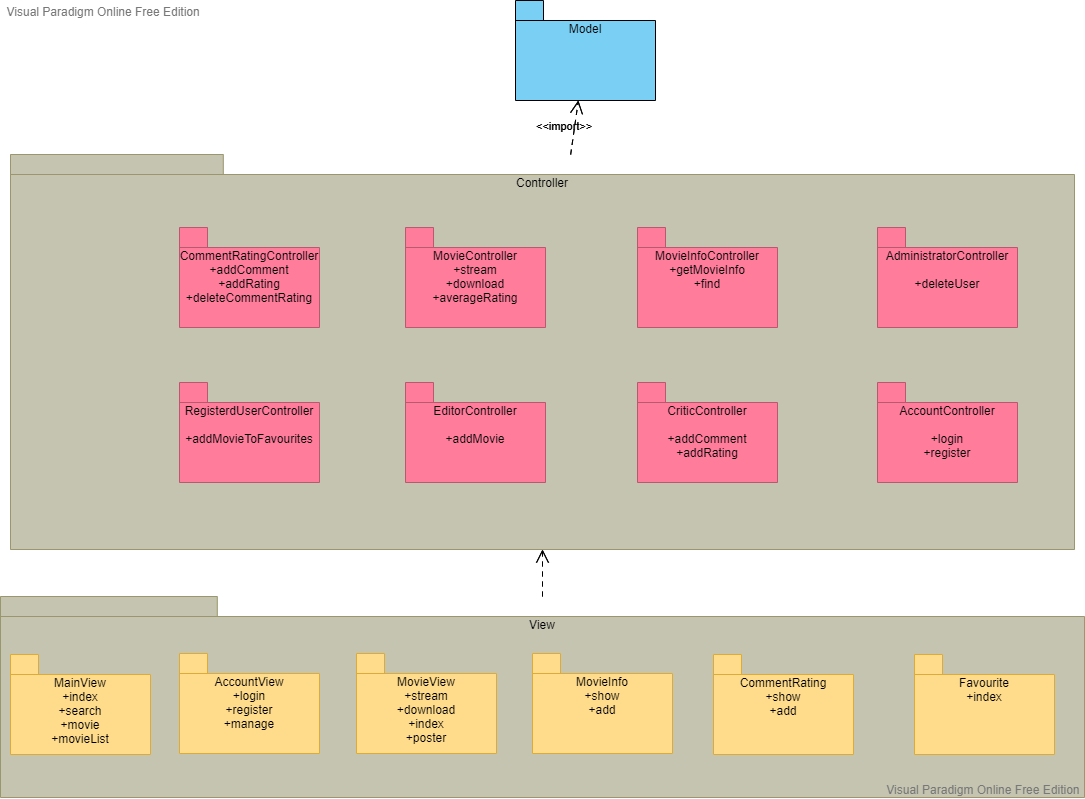 Visual Paradigm Online Free Edition
Model
<<import>>
Controller
CommentRatingController
+addComment
+addRating
+deleteCommentRating
MovieController
+stream
+download
+averageRating
MovieInfoController
+getMovieInfo
+find
AdministratorController
+deleteUser
RegisterdUserController
+addMovieToFavourites
EditorController
+addMovie
CriticController
+addComment
+addRating
AccountController
+login
+register
View
MainView
+index
+search
+movie
+movieList
AccountView
+login
+register
+manage
MovieView
+stream
+download
+index
+poster
MovieInfo
+show
+add
CommentRating
+show
+add
Favourite
+index
Visual Paradigm Online Free Edition